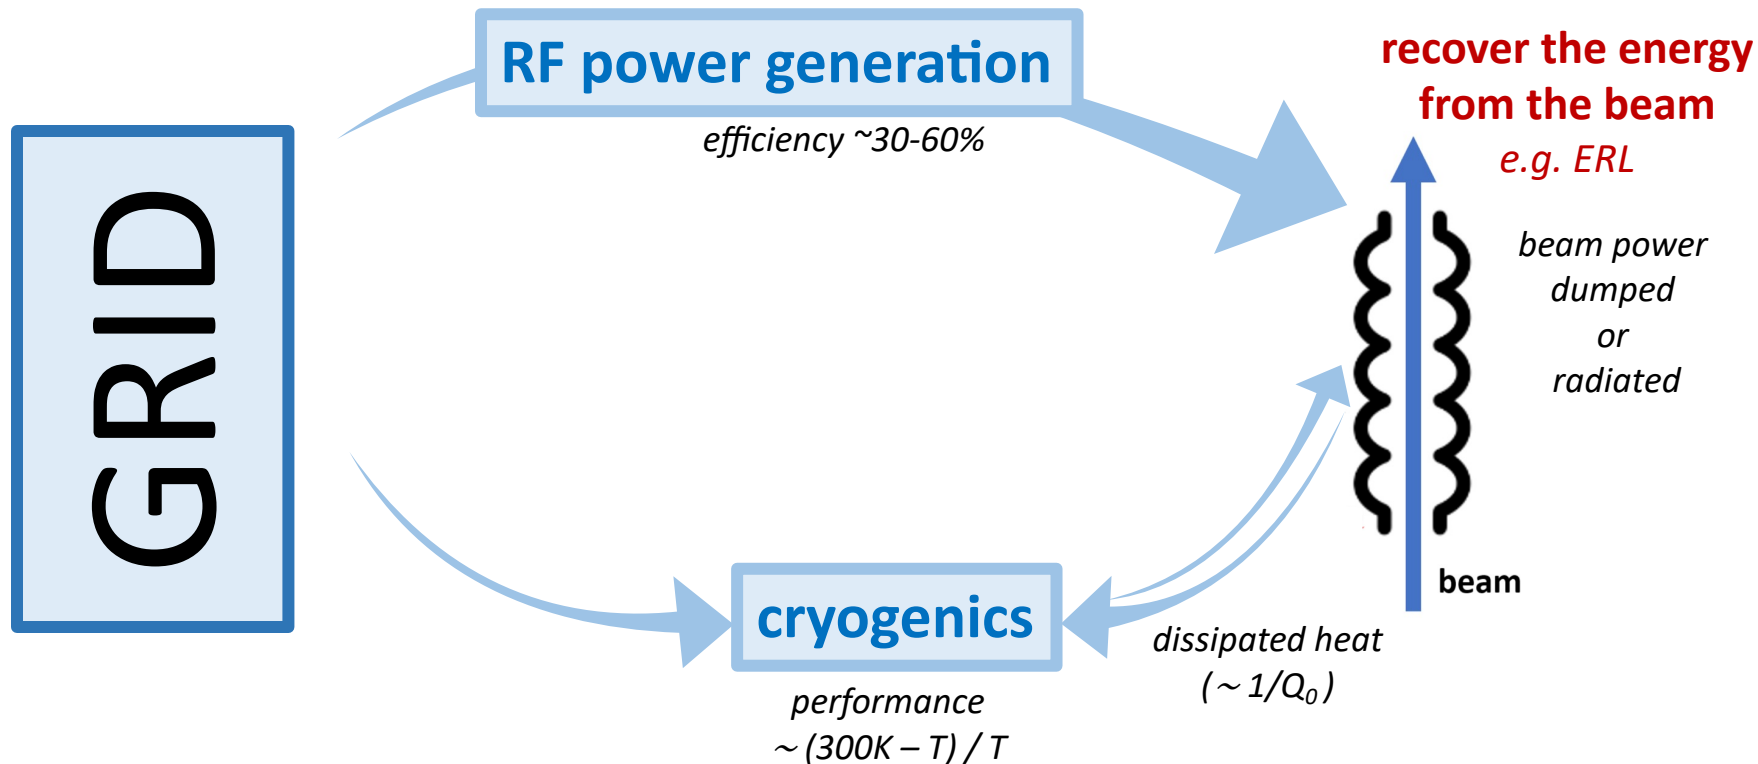 GRID
RF power generation
efficiency ~30-60%
recover the energy
from the beam
e.g. ERL
beam power
dumped
or
radiated
beam
cryogenics
performance
~ (300K – T) / T
dissipated heat
(~ 1/Q₀ )